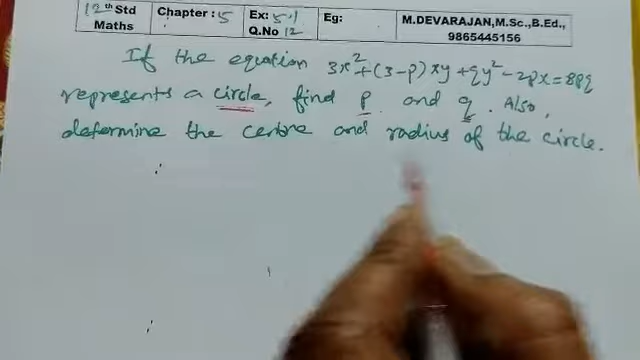 12th Std Maths Chapter : 5 Ex: 5.1 Q.No 12 Eg: M.DEVARAJAN,M.Sc.,B.Ed., 9865445156
If the equation 3x²+(3-p)xy+qy²-2px=8pq
represents a circle, find p and q. Also,
determine the centre and radius of the circle.